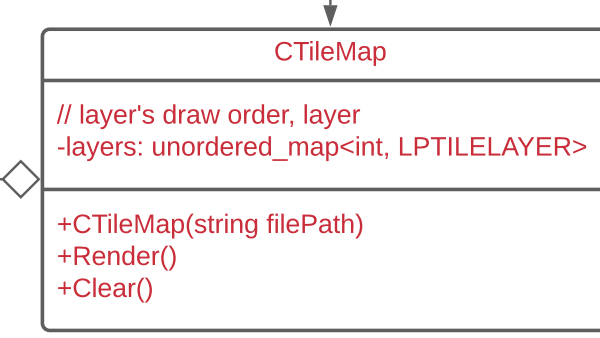 CTileMap
// layer's draw order, layer
-layers: unordered_map<int, LPTILELAYER>
+CTileMap(string filePath)
+Render()
+Clear()